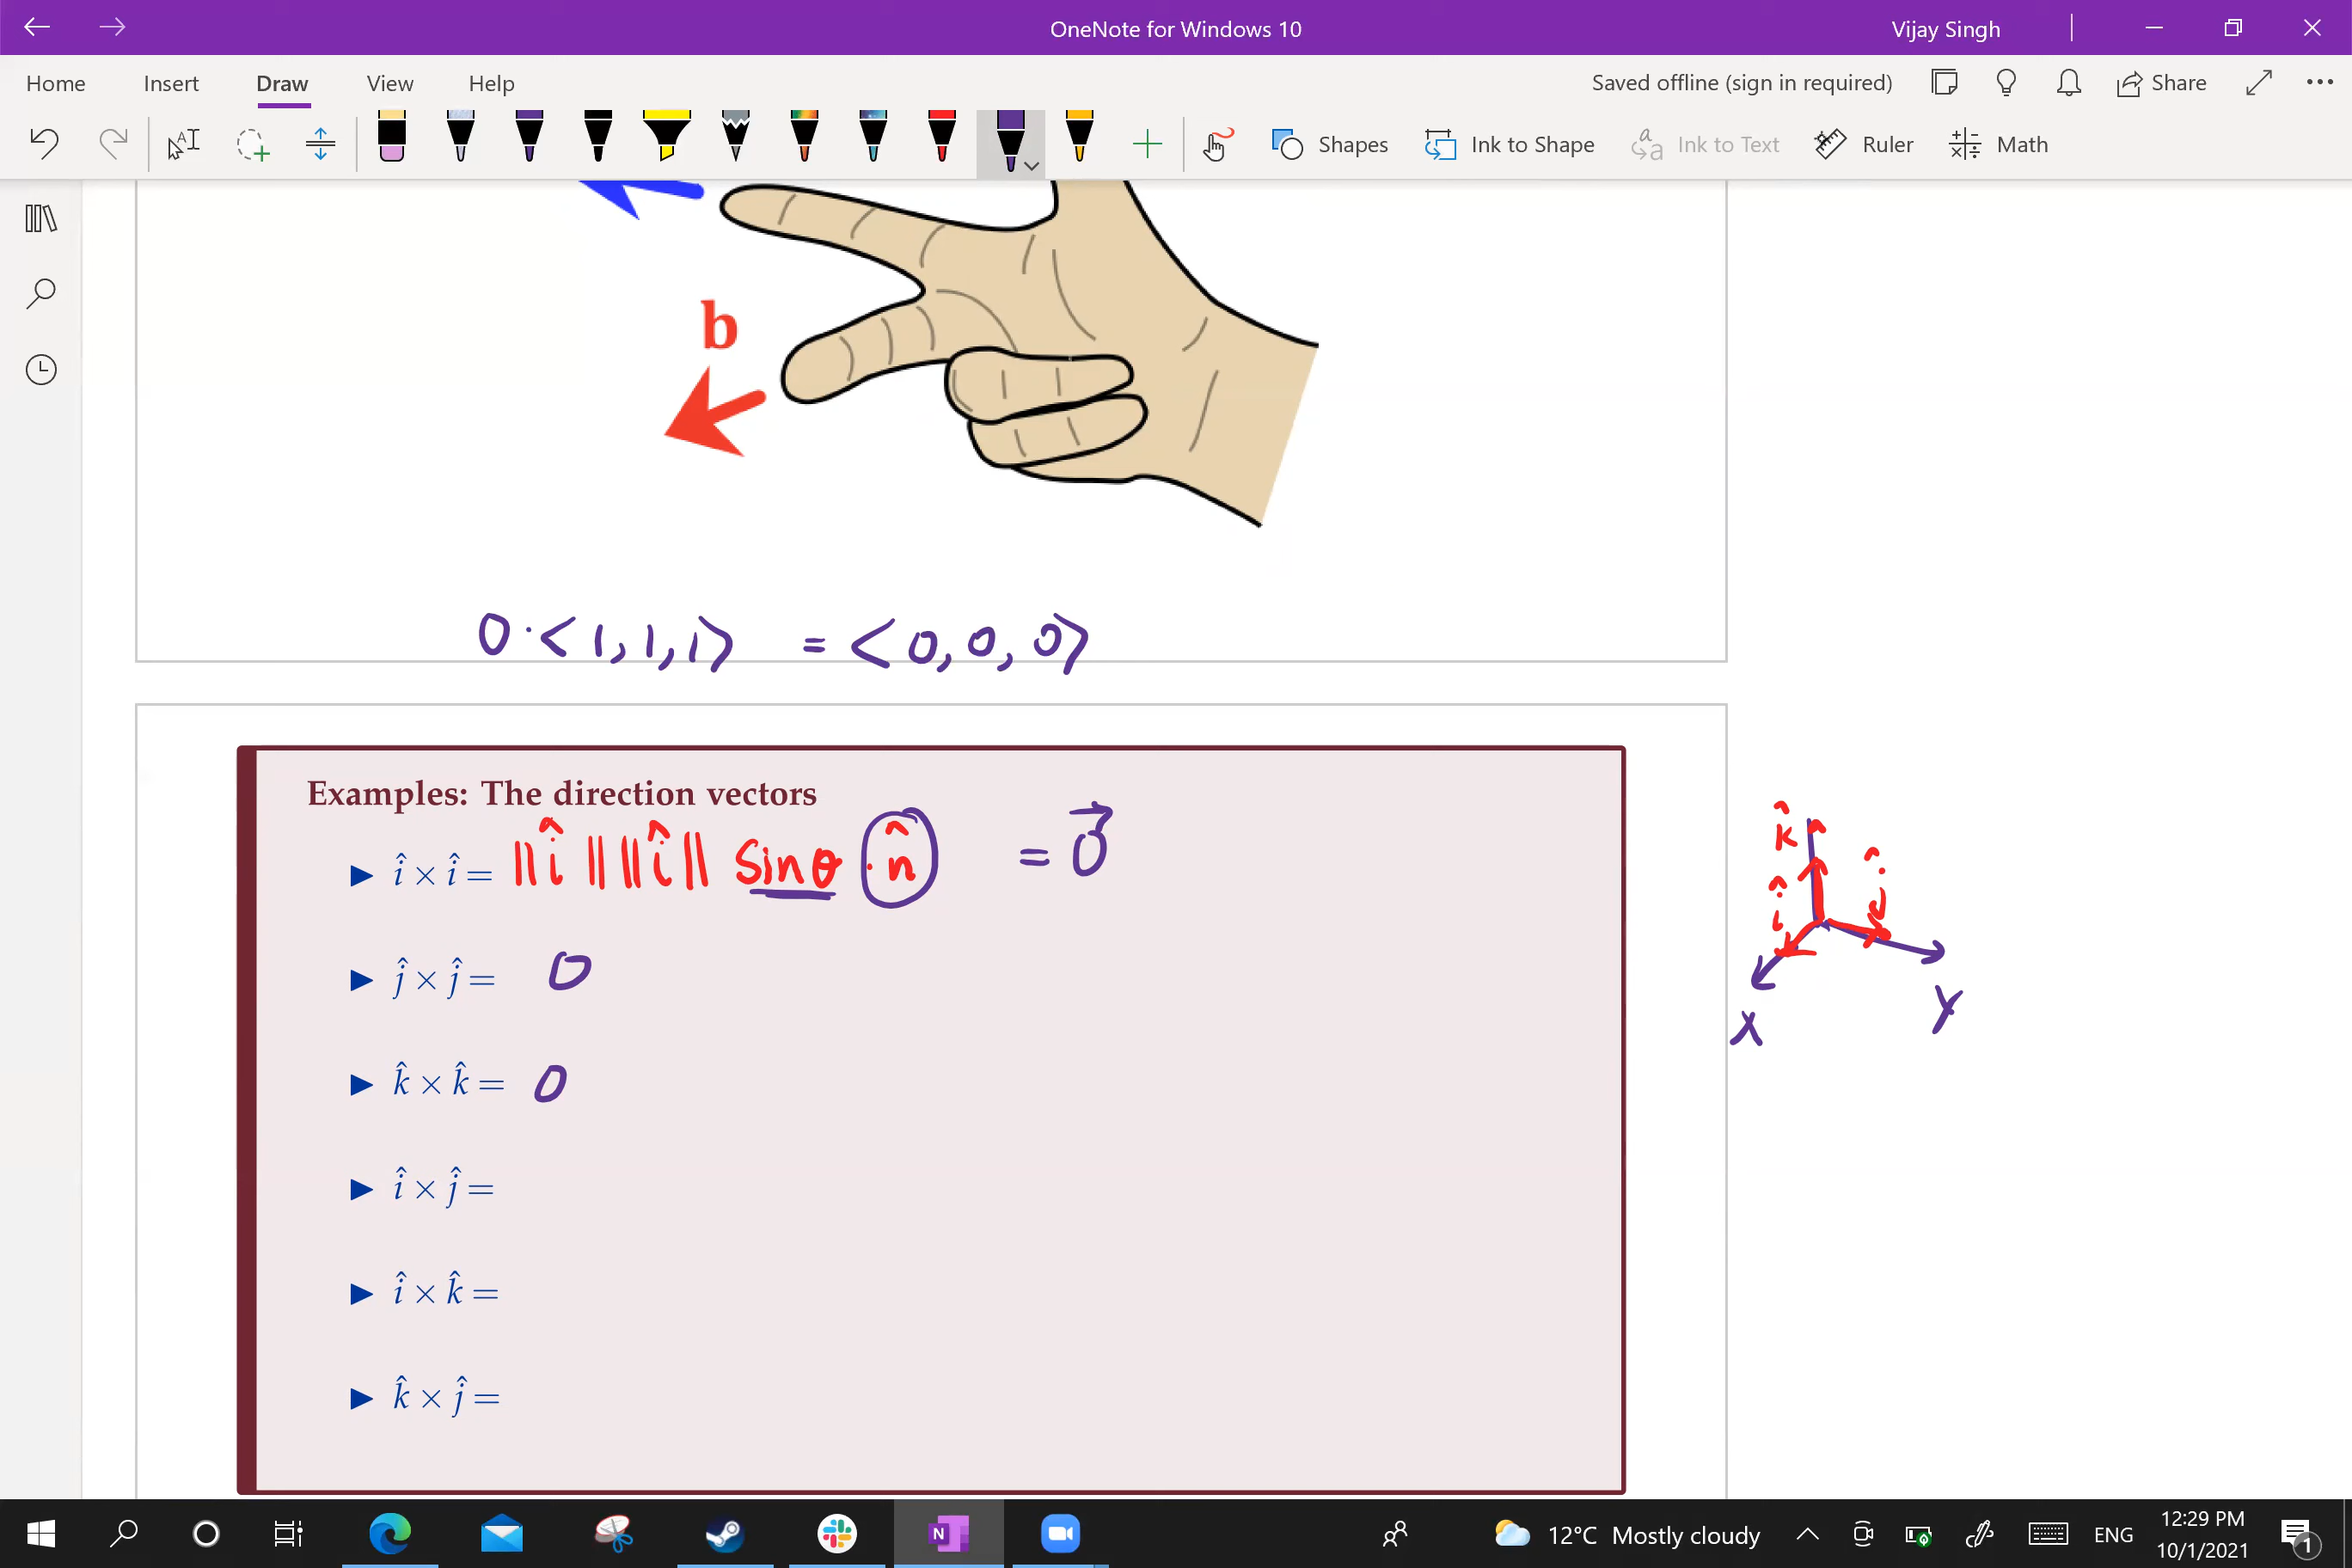 OneNote for Windows 10
Vijay Singh
Home Insert Draw View Help
Saved offline (sign in required)
Share
Shapes Ink to Shape Ink to Text Ruler Math
b
0·<1,1,1> = <0,0,0>
Examples: The direction vectors
▶ î × î = ||î|| ||î|| sinθ · n̂ = 0⃗
▶ ĵ × ĵ = 0
▶ k̂ × k̂ = 0
▶ î × ĵ =
▶ î × k̂ =
▶ k̂ × ĵ =
k̂
ĵ
î
x
y
12°C Mostly cloudy
ENG
12:29 PM
10/1/2021
1